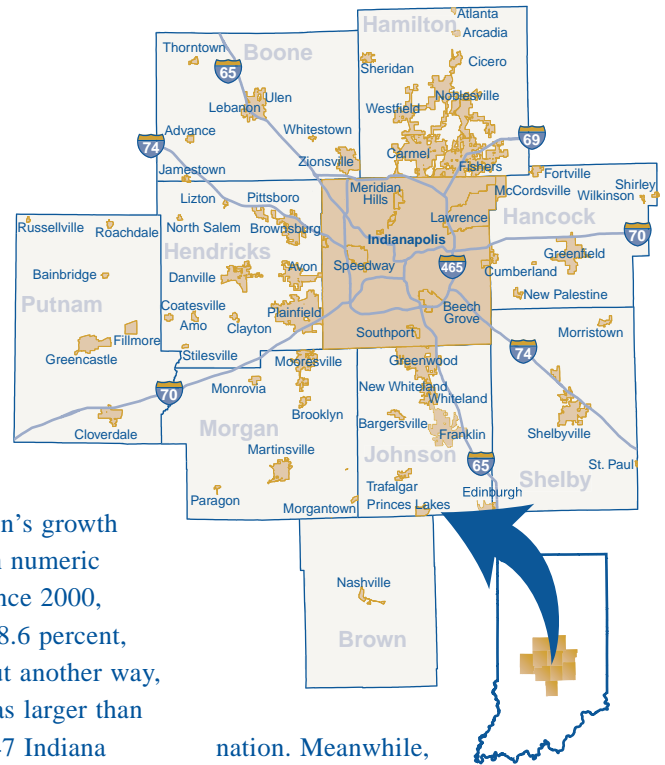 Hamilton
Atlanta
Arcadia
Thorntown
Boone
65
Sheridan
Cicero
Ulen
Lebanon
Noblesville
Westfield
Advance
Whitestown
74
69
Zionsville
Carmel
Fishers
Jamestown
Fortville
Meridian
Hills
McCordsville
Shirley
Wilkinson
Lizton
Pittsboro
Lawrence
Hancock
Russellville
Roachdale
North Salem
Brownsburg
Indianapolis
70
Hendricks
Greenfield
Bainbridge
Danville
Avon
Speedway
465
Cumberland
Putnam
Coatesville
Amo
Clayton
Plainfield
New Palestine
Beech
Grove
Fillmore
Southport
Morristown
Greencastle
Stilesville
Mooresville
Greenwood
74
70
Monrovia
New Whiteland
Whiteland
Brooklyn
Bargersville
Cloverdale
Morgan
Franklin
Shelbyville
Johnson
Martinsville
65
St. Paul
Shelby
Trafalgar
Paragon
Morgantown
Princes Lakes
Edinburgh
n's growth
n numeric
nce 2000,
8.6 percent,
ut another way,
as larger than
47 Indiana
Nashville
Brown
nation. Meanwhile,